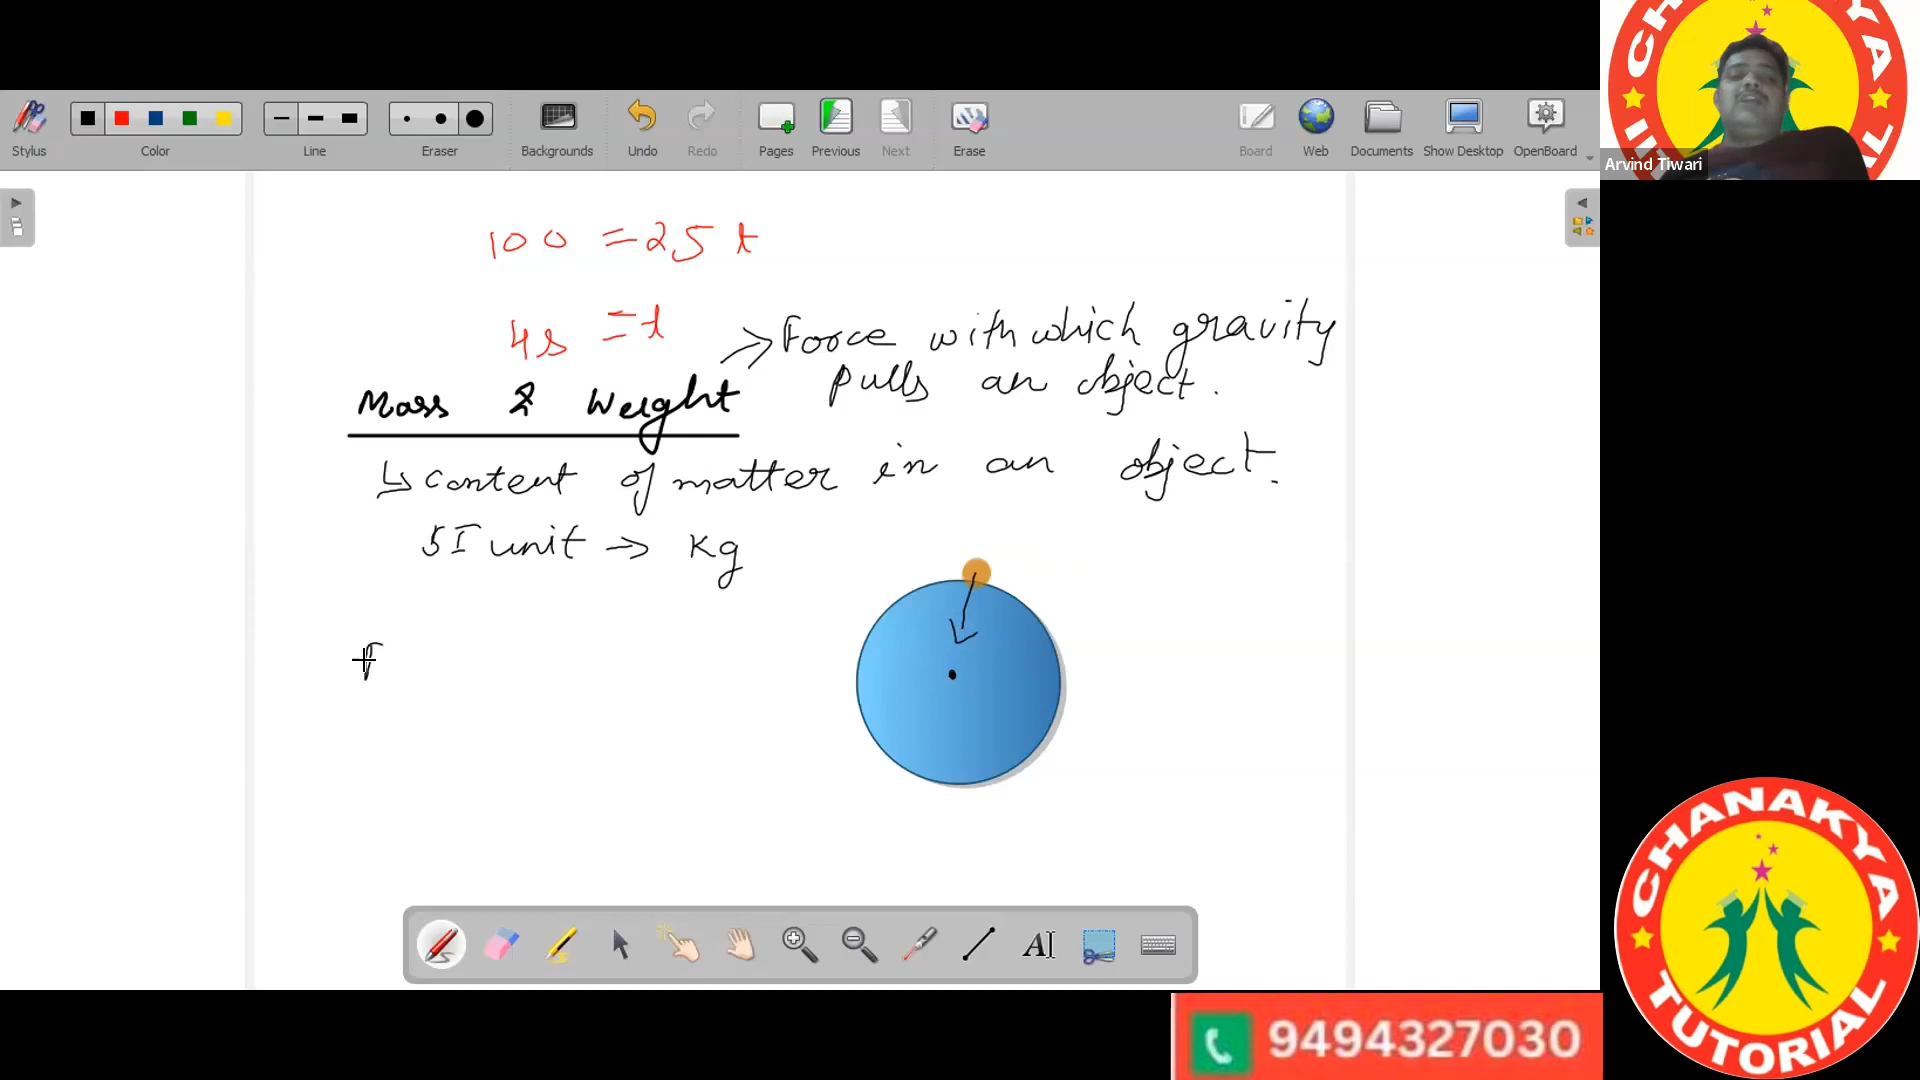 Stylus
Color
Line
Eraser
Backgrounds
Undo
Redo
Pages
Previous
Next
Erase
Board
Web
Documents
Show Desktop
OpenBoard
CHANAKYA
Arvind Tiwari
100 = 25 t
4s = t
Force with which gravity
pulls an object.
Mass & Weight
content of matter in an object.
SI unit → Kg
F
AI
CHANAKYA
TUTORIAL
9494327030